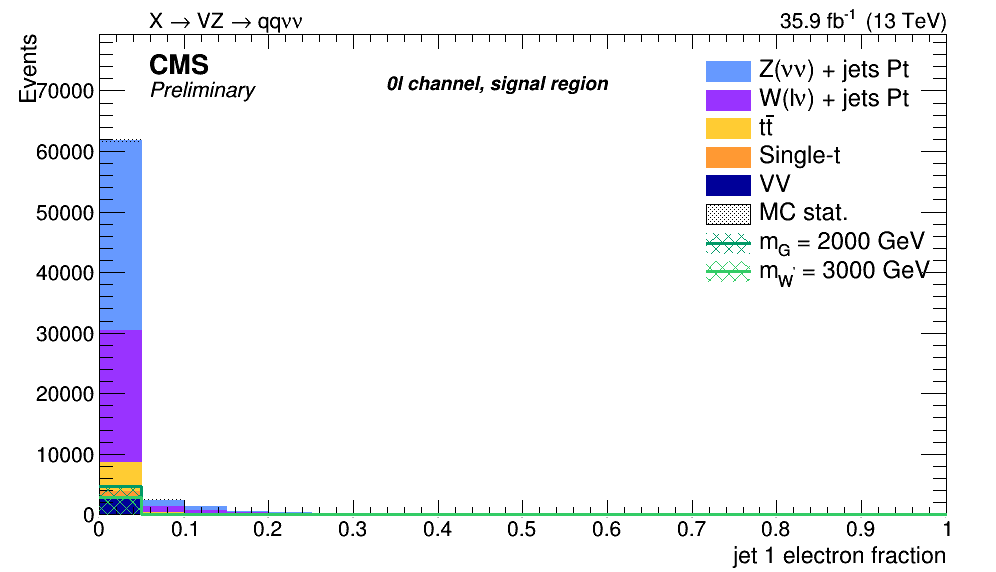 X → VZ → qqνν
35.9 fb⁻¹ (13 TeV)
Events
CMS
Preliminary
0l channel, signal region
Z(νν) + jets Pt
W(lν) + jets Pt
tt̄
Single-t
VV
MC stat.
m_G = 2000 GeV
m_W' = 3000 GeV
70000
60000
50000
40000
30000
20000
10000
0
0 0.1 0.2 0.3 0.4 0.5 0.6 0.7 0.8 0.9 1
jet 1 electron fraction